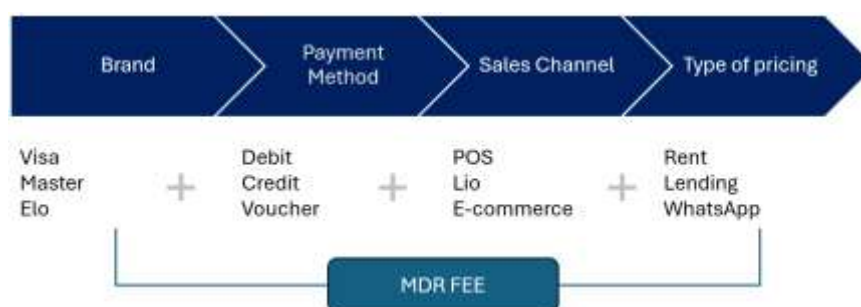 Brand
Payment
Method
Sales Channel
Type of pricing
Visa
Master
Elo
+
Debit
Credit
Voucher
+
POS
Lio
E-commerce
+
Rent
Lending
WhatsApp
MDR FEE